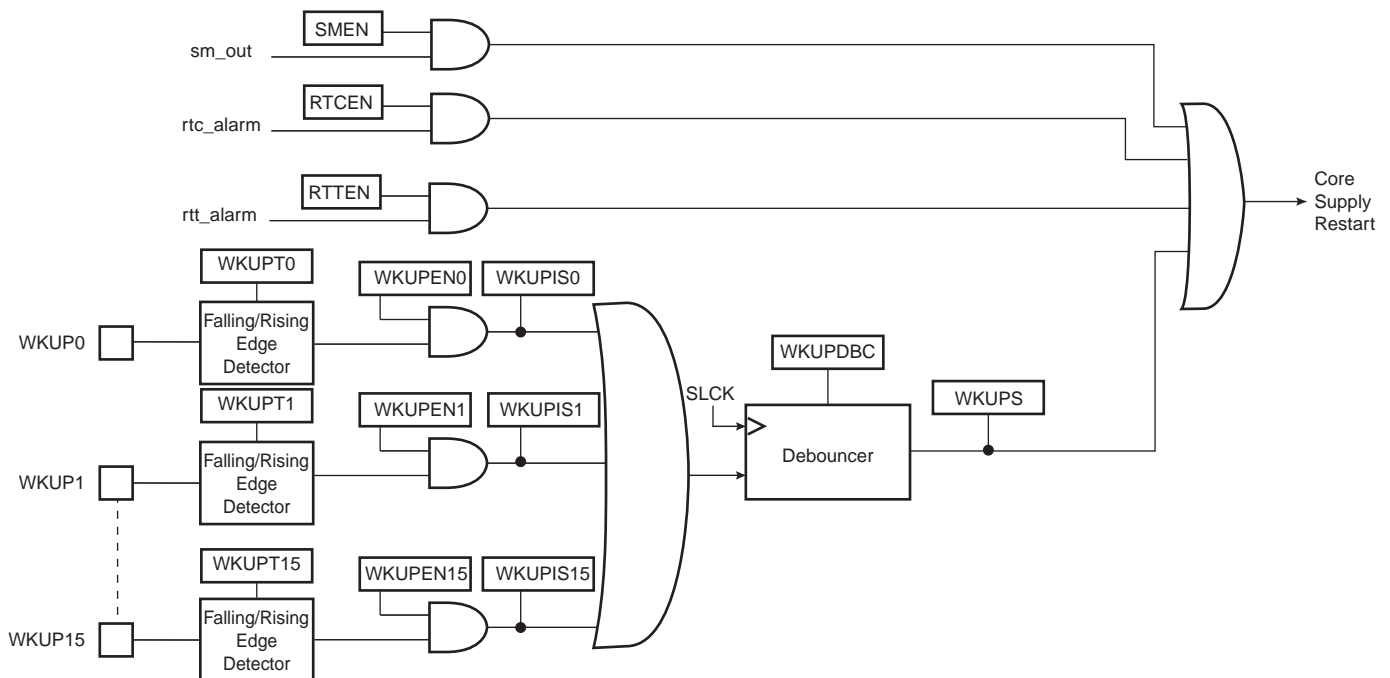 SMEN
sm_out
RTCEN
rtc_alarm
RTTEN
rtt_alarm
Core
Supply
Restart
WKUPT0
WKUPEN0
WKUPIS0
Falling/Rising
Edge
Detector
WKUP0
WKUPDBC
WKUPT1
WKUPEN1
WKUPIS1
SLCK
WKUPS
Falling/Rising
Edge
Detector
Debouncer
WKUP1
WKUPT15
WKUPEN15
WKUPIS15
Falling/Rising
Edge
Detector
WKUP15